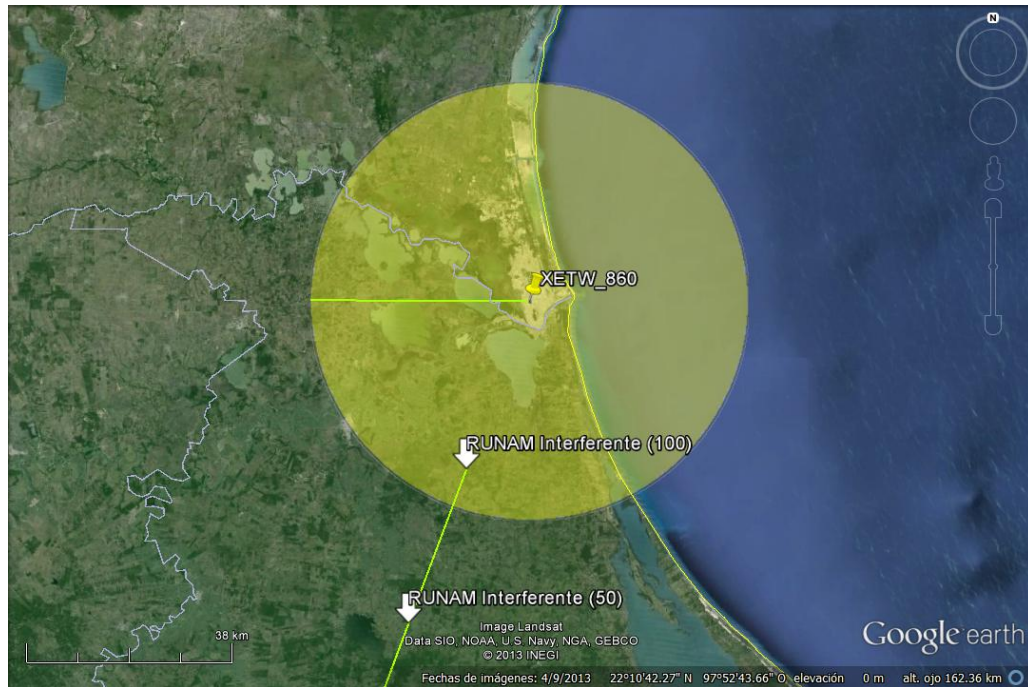 N
XETW_860
RUNAM Interferente (100)
RUNAM Interferente (50)
Image Landsat
Data SIO, NOAA, U.S. Navy, NGA, GEBCO
© 2013 INEGI
38 km
Google earth
Fechas de imágenes: 4/9/2013 22°10'42.27" N 97°52'43.66" O elevación 0 m alt. ojo 162.36 km